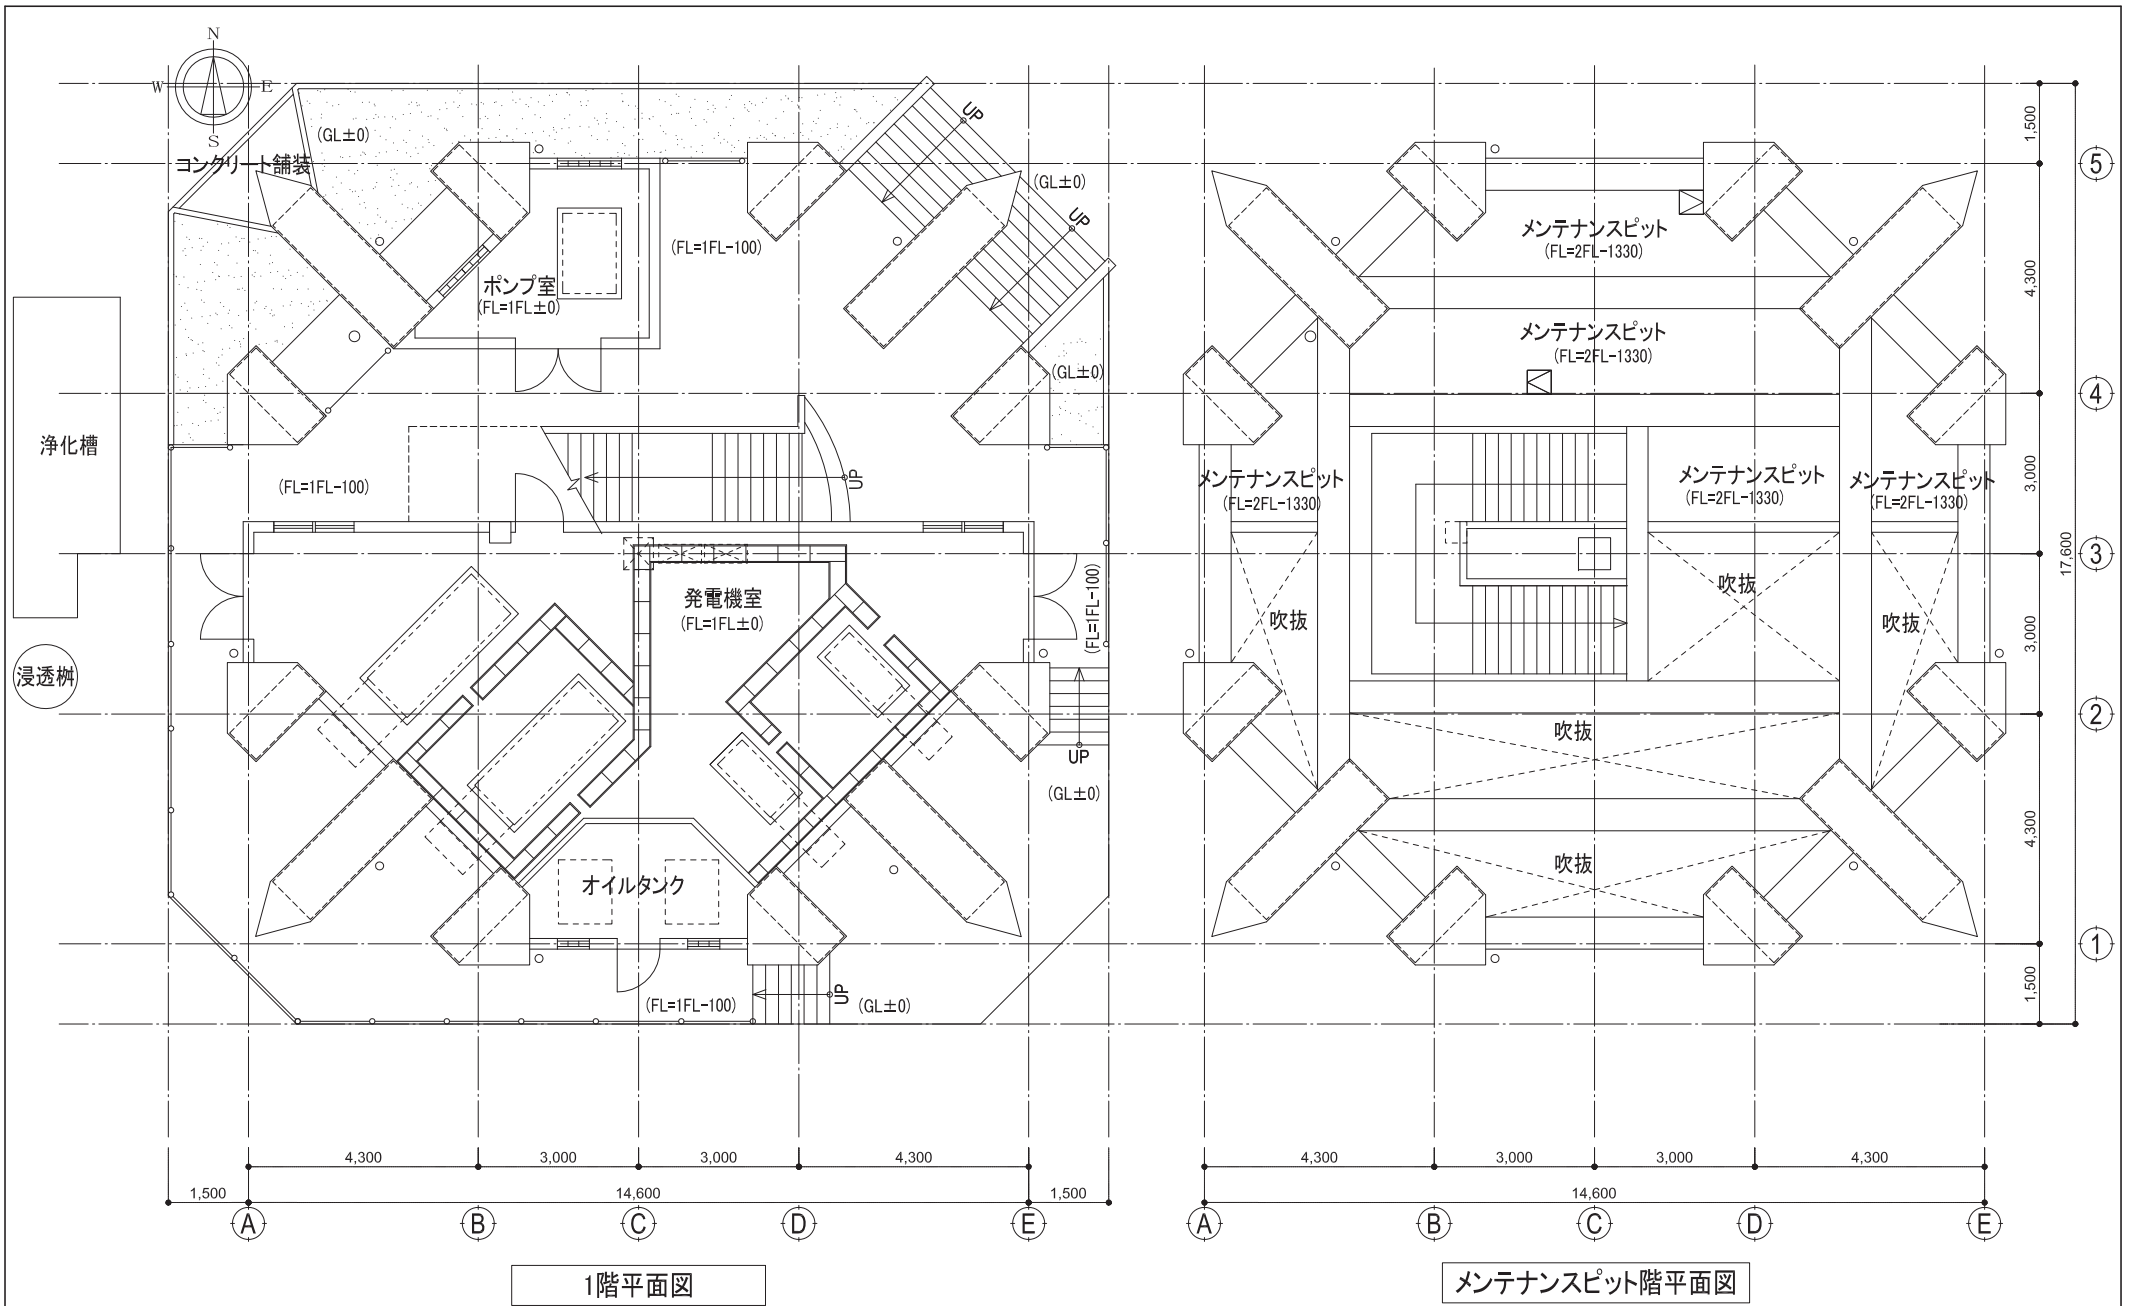 N
W E
S
(GL±0)
コンクリート舗装
UP
(GL±0)
UP
(FL=1FL-100)
ポンプ室
(FL=1FL±0)
(GL±0)
浄化槽
(FL=1FL-100)
UP
発電機室
(FL=1FL±0)
(FL=1FL-100)
浸透桝
UP
(GL±0)
オイルタンク
(FL=1FL-100)
UP
(GL±0)
4,300 3,000 3,000 4,300
1,500 14,600 1,500
A B C D E
1階平面図
メンテナンスピット
(FL=2FL-1330)
メンテナンスピット
(FL=2FL-1330)
メンテナンスピット
(FL=2FL-1330)
メンテナンスピット
(FL=2FL-1330)
メンテナンスピット
(FL=2FL-1330)
吹抜
吹抜
吹抜
吹抜
吹抜
1,500
5
4,300
4
3,000
3
17,600
3,000
2
4,300
1
1,500
4,300 3,000 3,000 4,300
14,600
A B C D E
メンテナンスピット階平面図